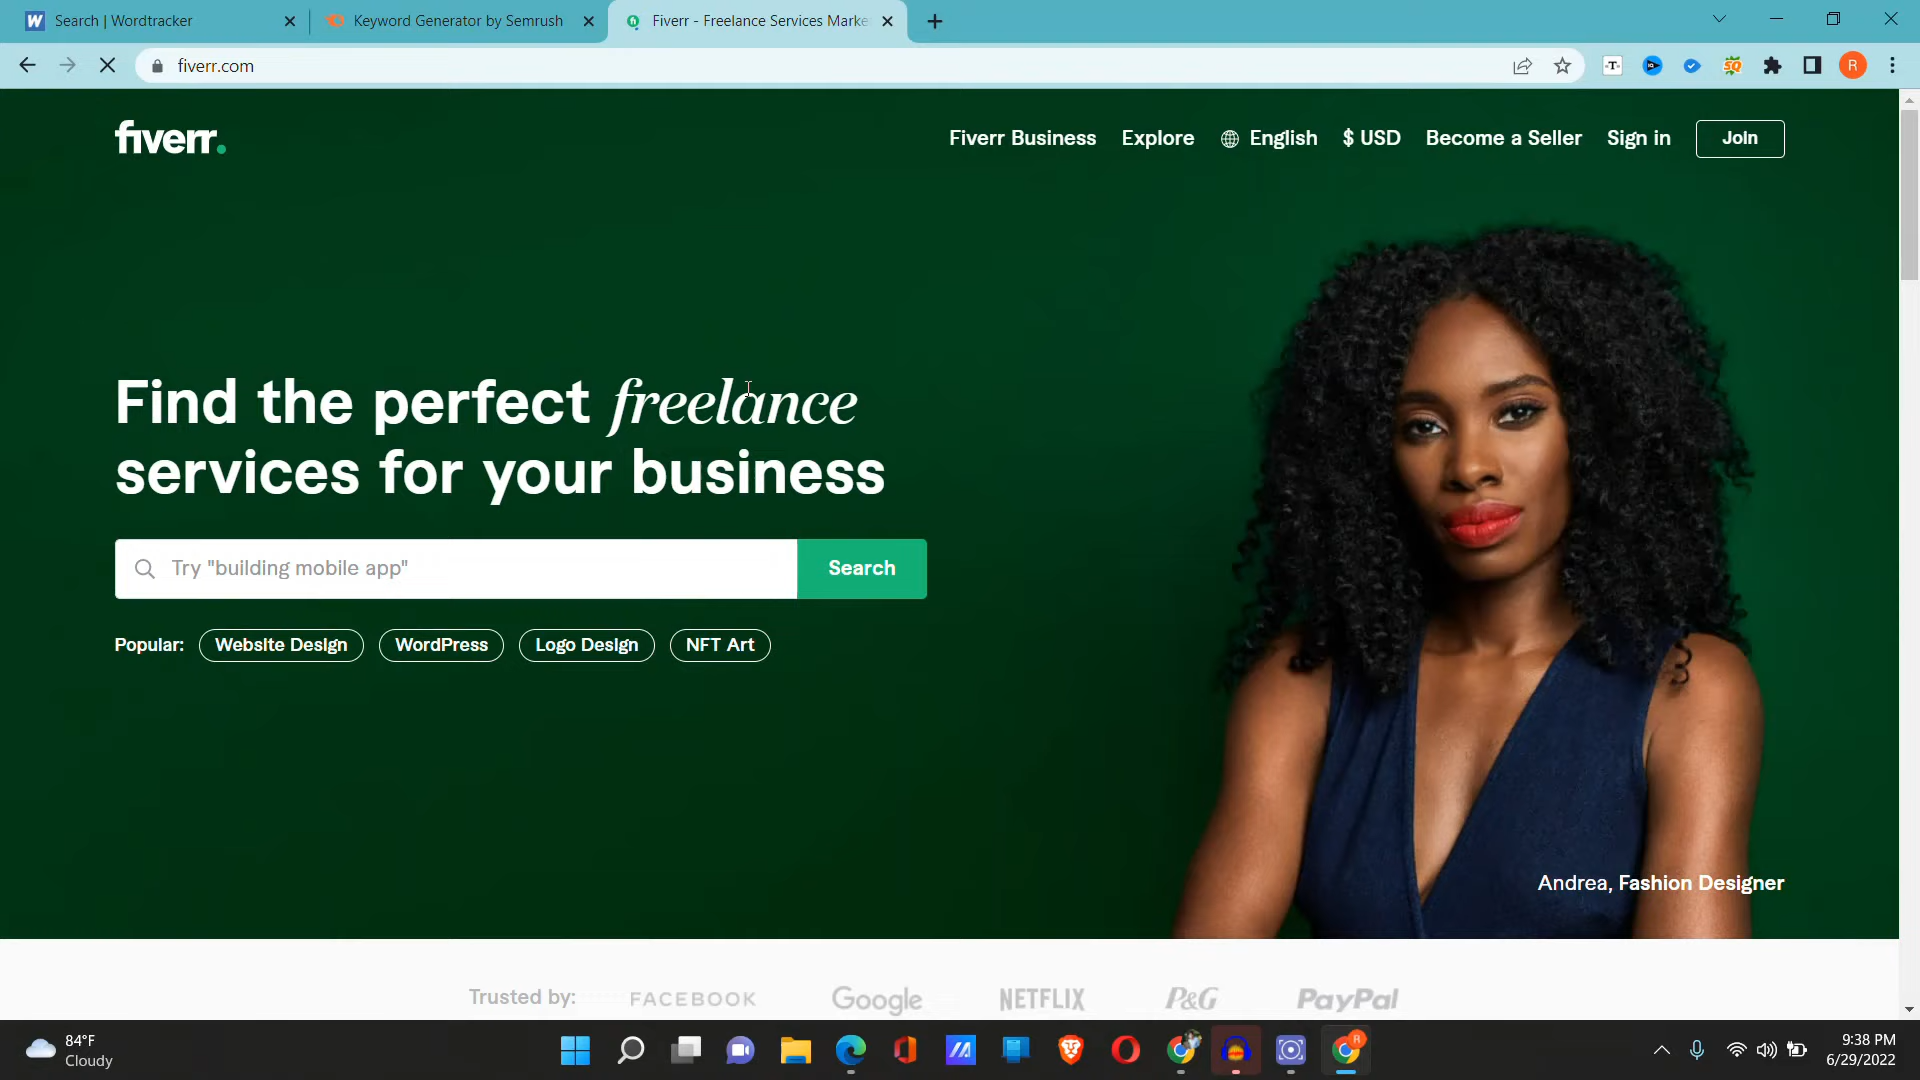 Search | Wordtracker
Keyword Generator by Semrush
Fiverr - Freelance Services Marke
fiverr.com
R
fiverr.
Fiverr Business Explore English $ USD Become a Seller Sign in Join
Find the perfect freelance
services for your business
Try "building mobile app" Search
Popular: Website Design WordPress Logo Design NFT Art
Andrea, Fashion Designer
Trusted by: FACEBOOK Google NETFLIX P&G PayPal
84°F
Cloudy
9:38 PM
6/29/2022